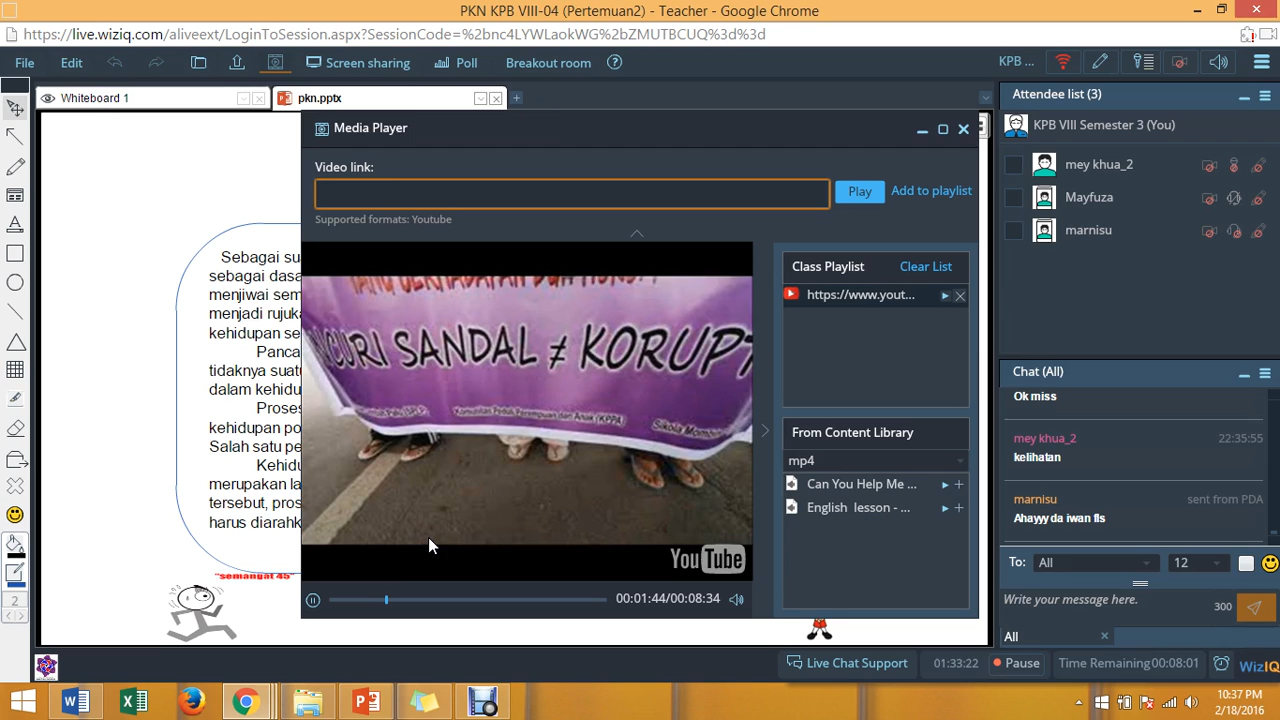 PKN KPB VIII-04 (Pertemuan2) - Teacher - Google Chrome
https://live.wiziq.com/aliveext/LoginToSession.aspx?SessionCode=%2bnc4LYWLaokWG%2bZMUTBCUQ%3d%3d
File Edit Screen sharing Poll Breakout room KPB ...
Whiteboard 1
pkn.pptx
Attendee list (3)
KPB VIII Semester 3 (You)
mey khua_2
Mayfuza
marnisu
Media Player
Video link:
Play Add to playlist
Supported formats: Youtube
Class Playlist Clear List
https://www.yout...
From Content Library
mp4
Can You Help Me ...
English lesson - ...
Sebagai su
sebagai dasa
menjiwai sem
menjadi rujuka
kehidupan se
Panca
tidaknya suatu
dalam kehidu
Proses
kehidupan po
Salah satu pe
Kehidu
merupakan la
tersebut, pros
harus diarahk
"semangat 45"
CURI SANDAL ≠ KORUPT
YouTube
00:01:44/00:08:34
Chat (All)
Ok miss
mey khua_2 22:35:55
kelihatan
marnisu sent from PDA
Ahayyy da iwan fls
To: All 12
Write your message here. 300
All
2
Live Chat Support 01:33:22 Pause Time Remaining00:08:01 WizIQ
10:37 PM
2/18/2016